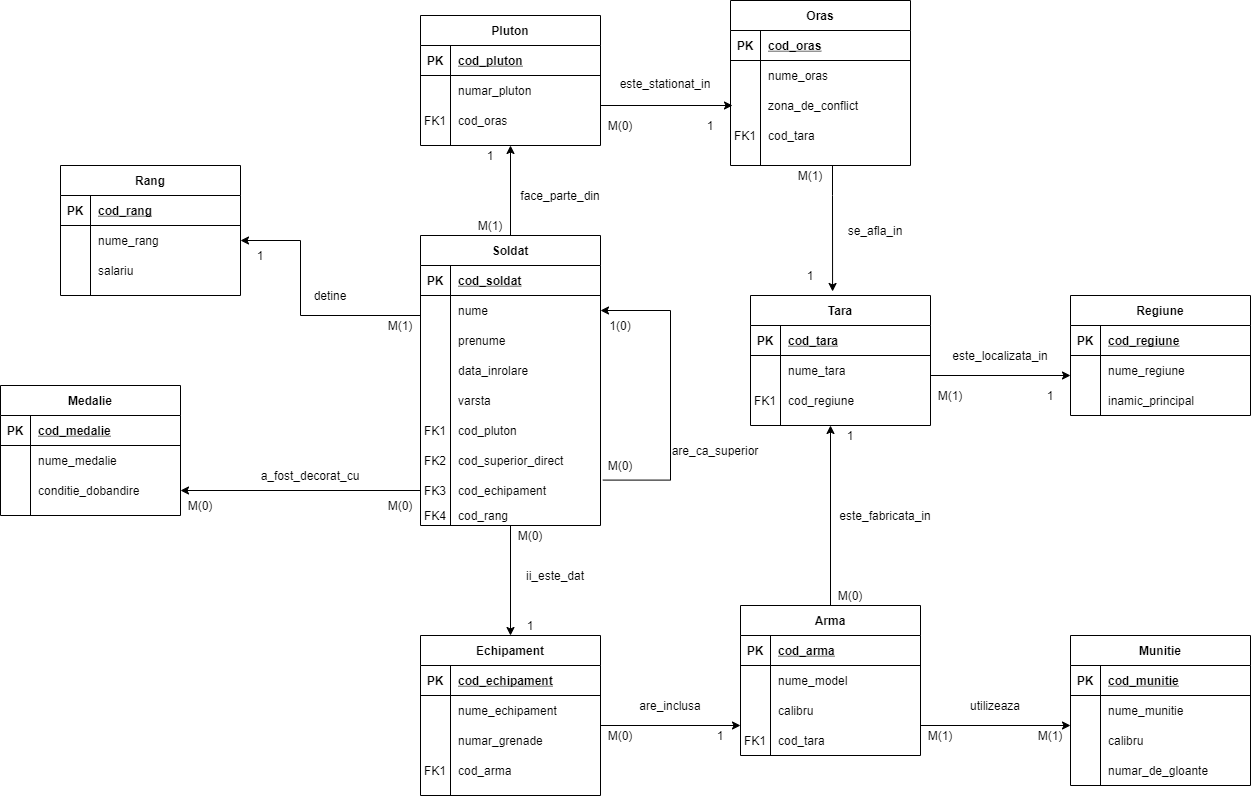 Pluton
PK cod_pluton
numar_pluton
FK1 cod_oras
este_stationat_in
M(0) 1
Oras
PK cod_oras
nume_oras
zona_de_conflict
FK1 cod_tara
1
face_parte_din
M(1)
M(1)
se_afla_in
1
Rang
PK cod_rang
nume_rang
salariu
1
detine
M(1)
Soldat
PK cod_soldat
nume
prenume
data_inrolare
varsta
FK1 cod_pluton
FK2 cod_superior_direct
FK3 cod_echipament
FK4 cod_rang
1(0)
are_ca_superior
M(0)
Tara
PK cod_tara
nume_tara
FK1 cod_regiune
este_localizata_in
M(1) 1
Regiune
PK cod_regiune
nume_regiune
inamic_principal
Medalie
PK cod_medalie
nume_medalie
conditie_dobandire
a_fost_decorat_cu
M(0) M(0)
M(0)
ii_este_dat
1
1
este_fabricata_in
M(0)
Echipament
PK cod_echipament
nume_echipament
numar_grenade
FK1 cod_arma
are_inclusa
M(0) 1
Arma
PK cod_arma
nume_model
calibru
FK1 cod_tara
utilizeaza
M(1) M(1)
Munitie
PK cod_munitie
nume_munitie
calibru
numar_de_gloante